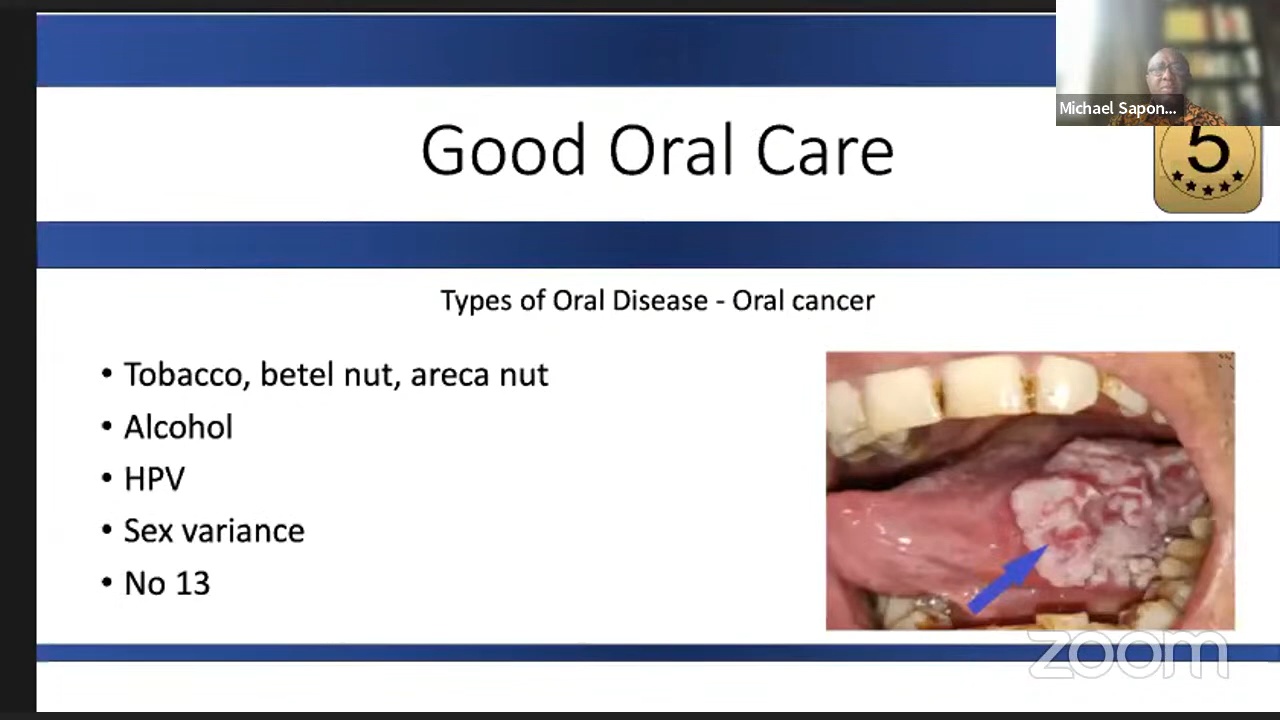 Good Oral Care
Michael Sapon...
5
Types of Oral Disease - Oral cancer
• Tobacco, betel nut, areca nut
• Alcohol
• HPV
• Sex variance
• No 13
zoom